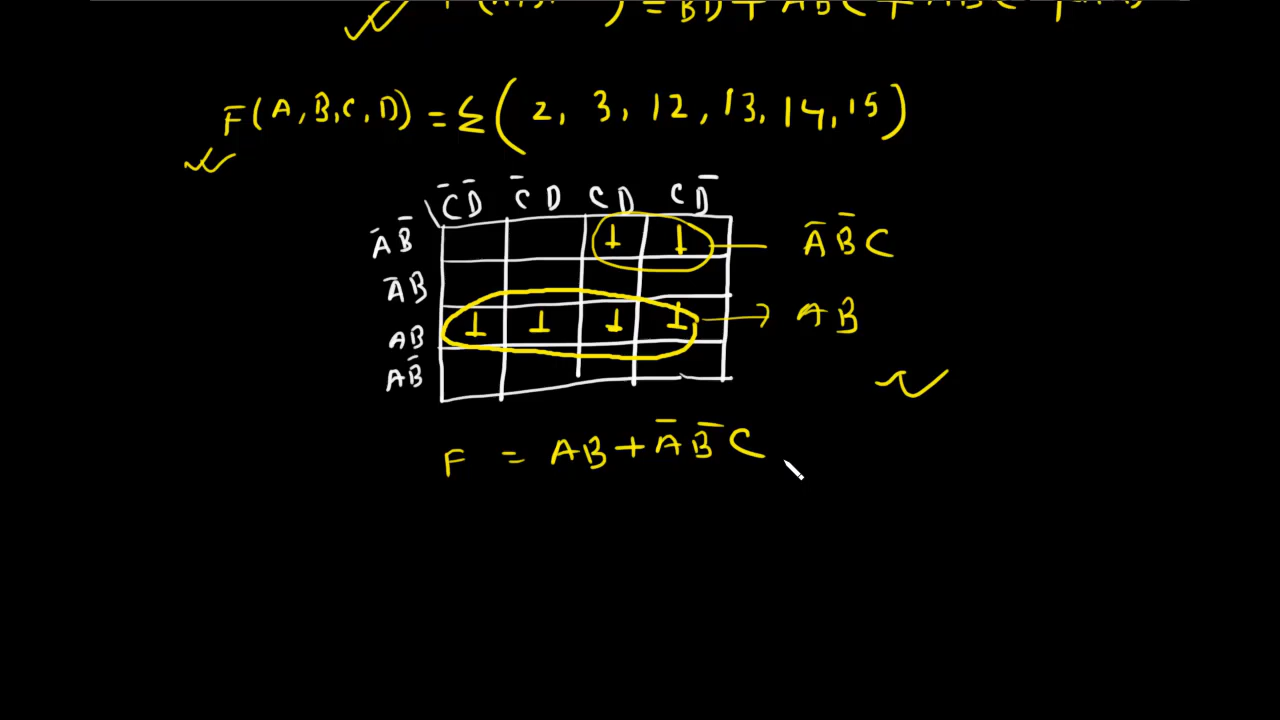 = B̄D̄ +
F(A,B,C,D) = Σ(2, 3, 12, 13, 14, 15)
C̄D̄ C̄D CD CD̄
ĀB̄ 1 1 ĀB̄C
ĀB
AB 1 1 1 1 → AB
AB̄
F = AB + ĀB̄C